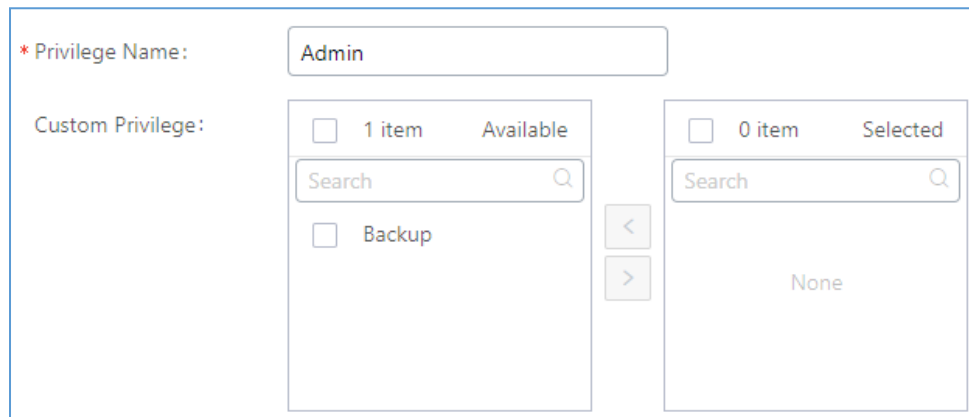 * Privilege Name: Admin
Custom Privilege: 1 item Available 0 item Selected
Search Search
Backup
< 
> None